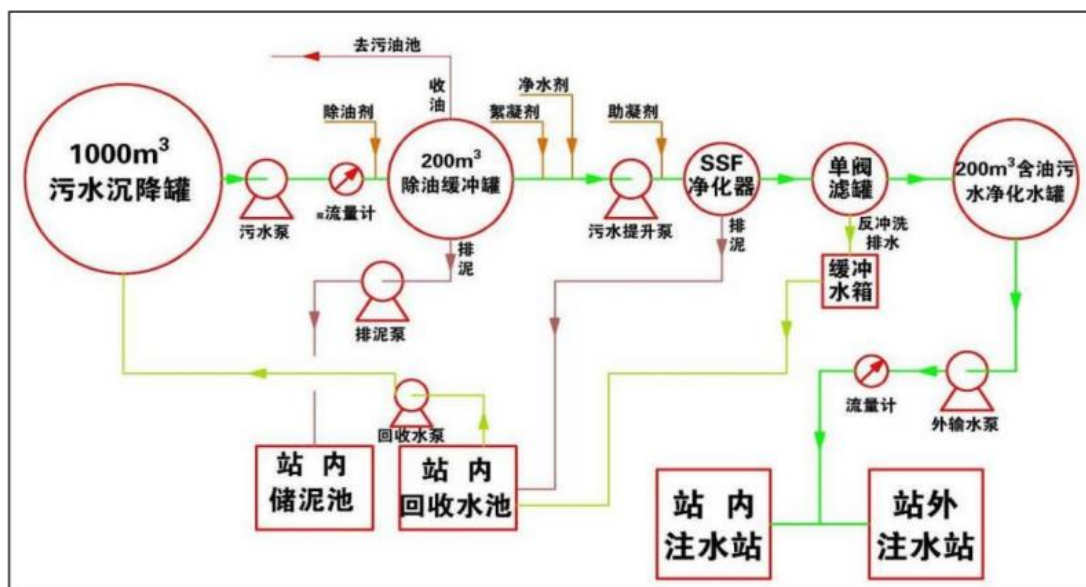 去污油池
收
油
除油剂
絮凝剂
净水剂
助凝剂
1000m³
污水沉降罐
污水泵
流量计
200m³
除油缓冲罐
污水提升泵
SSF
净化器
单阀
滤罐
200m³含油污
水净化水罐
排
泥
排
泥
反冲洗
排水
缓冲
水箱
排泥泵
回收水泵
流量计
外输水泵
站 内
储泥池
站 内
回收水池
站 内
注水站
站外
注水站